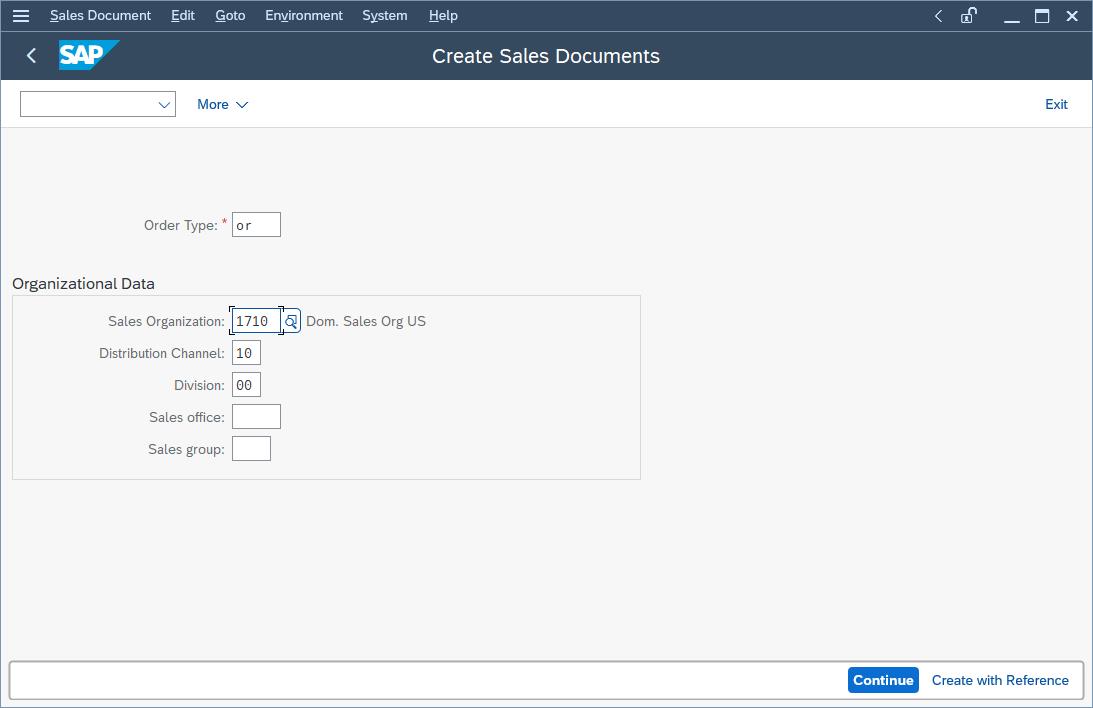 Sales Document Edit Goto Environment System Help
SAP Create Sales Documents
More Exit
Order Type: * or
Organizational Data
Sales Organization: 1710 Dom. Sales Org US
Distribution Channel: 10
Division: 00
Sales office:
Sales group:
Continue Create with Reference